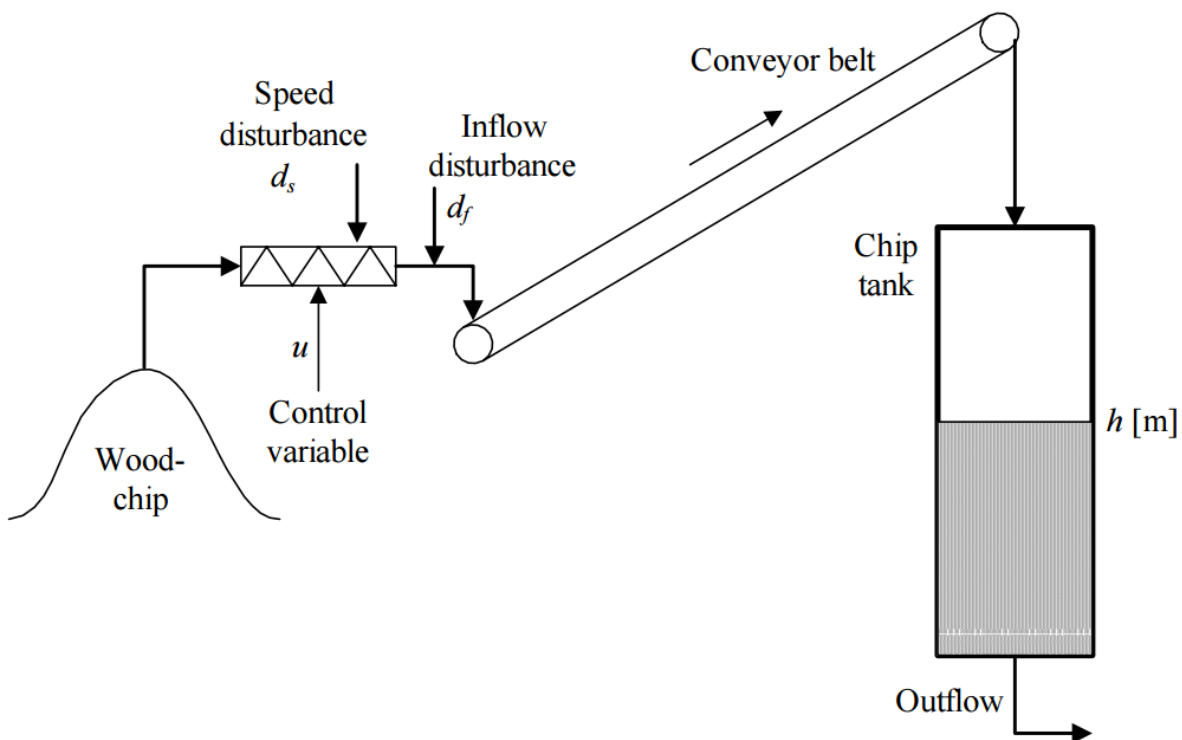 Conveyor belt
Speed
disturbance
d_s
Inflow
disturbance
d_f
Chip
tank
u
Control
variable
h [m]
Wood-
chip
Outflow